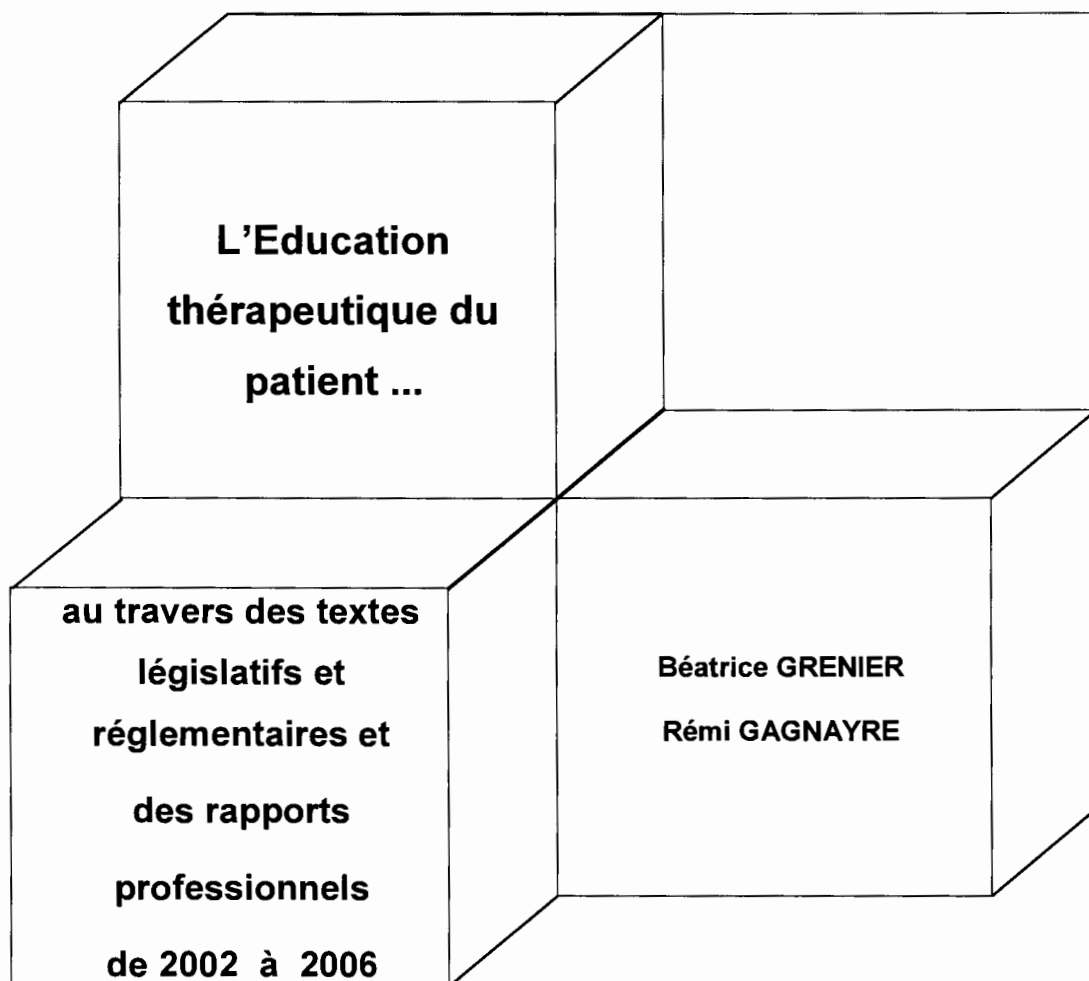 L'Education
thérapeutique du
patient ...
au travers des textes
législatifs et
réglementaires et
des rapports
professionnels
de 2002 à 2006
Béatrice GRENIER
Rémi GAGNAYRE